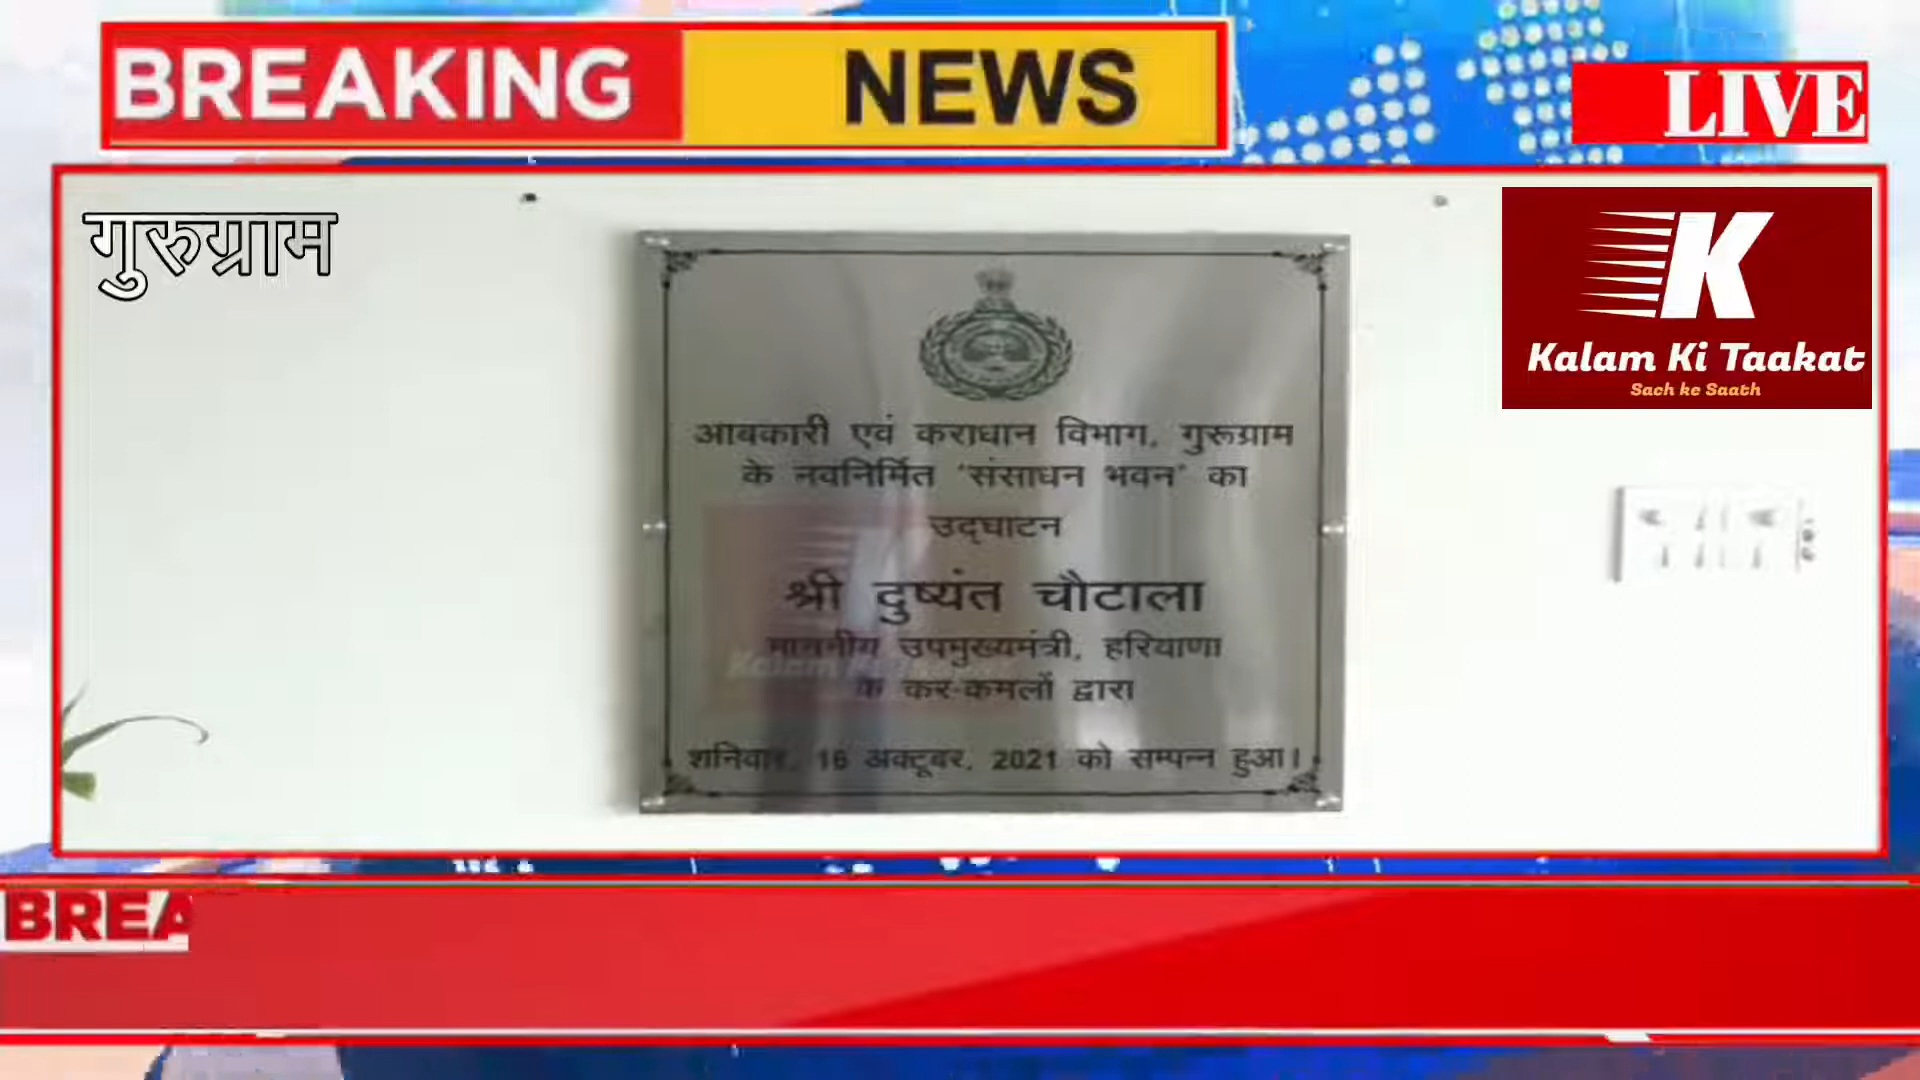 BREAKING NEWS
LIVE
गुरुग्राम
K
Kalam Ki Taakat
Sach ke Saath
आबकारी एवं कराधान विभाग, गुरूग्राम
के नवनिर्मित 'संसाधन भवन' का
उद्घाटन
श्री दुष्यंत चौटाला
माननीय उपमुख्यमंत्री, हरियाणा
के कर-कमलों द्वारा
शनिवार, 16 अक्टूबर, 2021 को सम्पन्न हुआ।
BREA